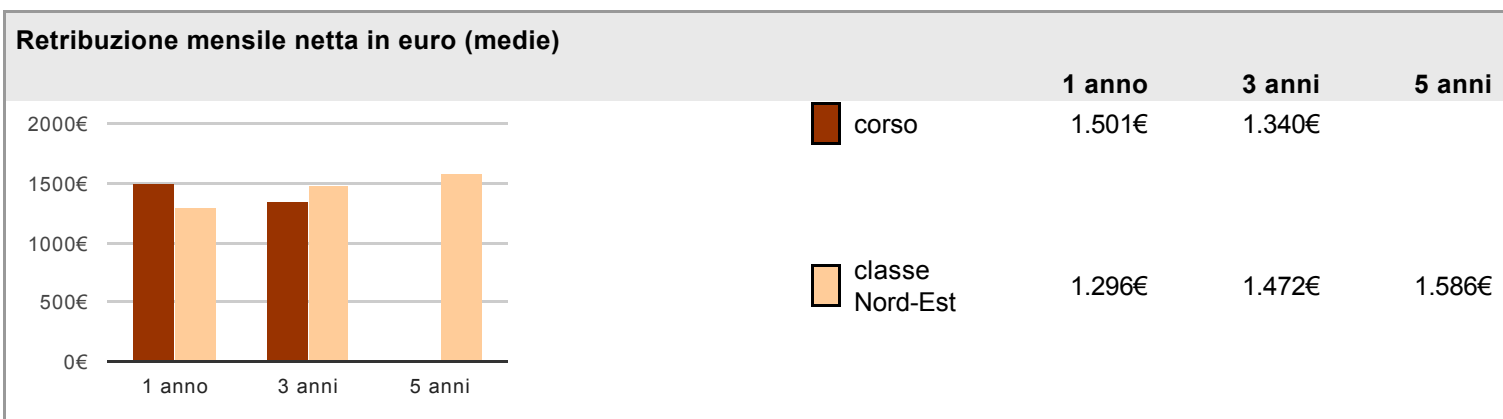 Retribuzione mensile netta in euro (medie)
1 anno 3 anni 5 anni
2000€
1500€
1000€
500€
0€
1 anno 3 anni 5 anni
corso 1.501€ 1.340€
classe
Nord-Est 1.296€ 1.472€ 1.586€